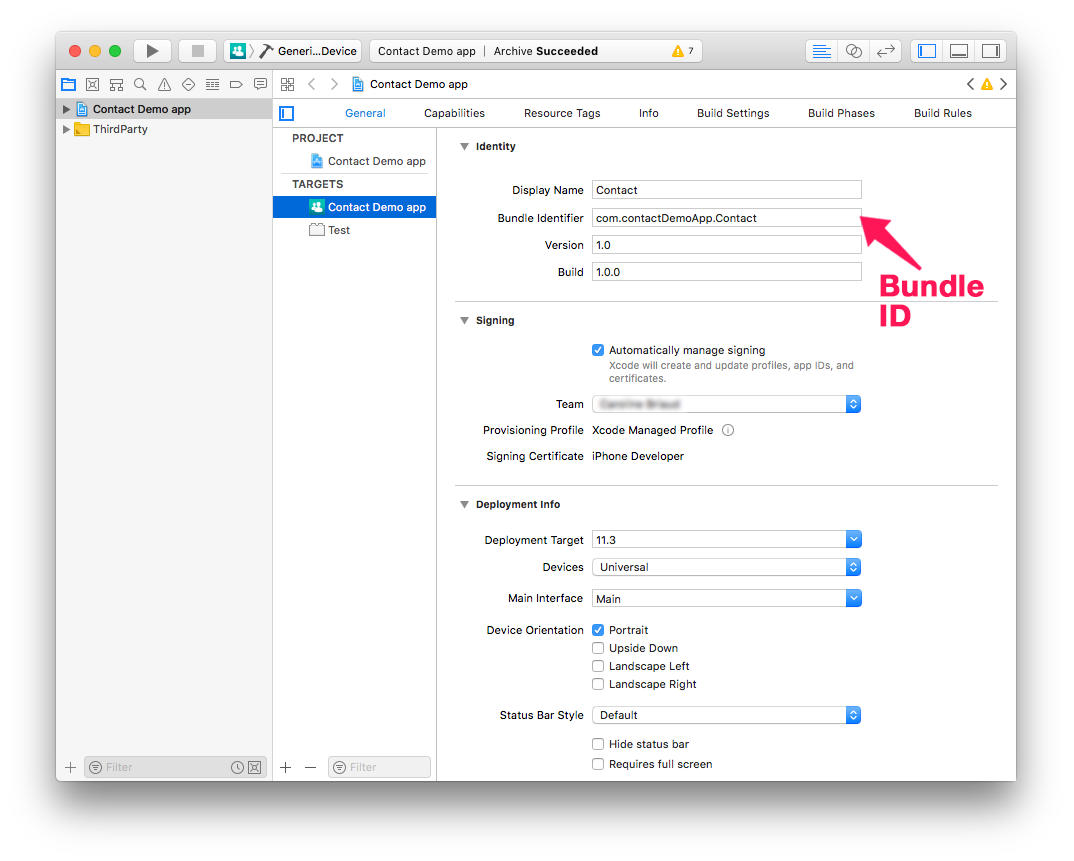 Generi...Device
Contact Demo app | Archive Succeeded
7
Contact Demo app
Contact Demo app
ThirdParty
General
Capabilities
Resource Tags
Info
Build Settings
Build Phases
Build Rules
PROJECT
Contact Demo app
TARGETS
Contact Demo app
Test
Identity
Display Name Contact
Bundle Identifier com.contactDemoApp.Contact
Version 1.0
Build 1.0.0
Bundle
ID
Signing
Automatically manage signing
Xcode will create and update profiles, app IDs, and
certificates.
Team
Provisioning Profile Xcode Managed Profile
Signing Certificate iPhone Developer
Deployment Info
Deployment Target 11.3
Devices Universal
Main Interface Main
Device Orientation Portrait
Upside Down
Landscape Left
Landscape Right
Status Bar Style Default
Hide status bar
Requires full screen
Filter
Filter